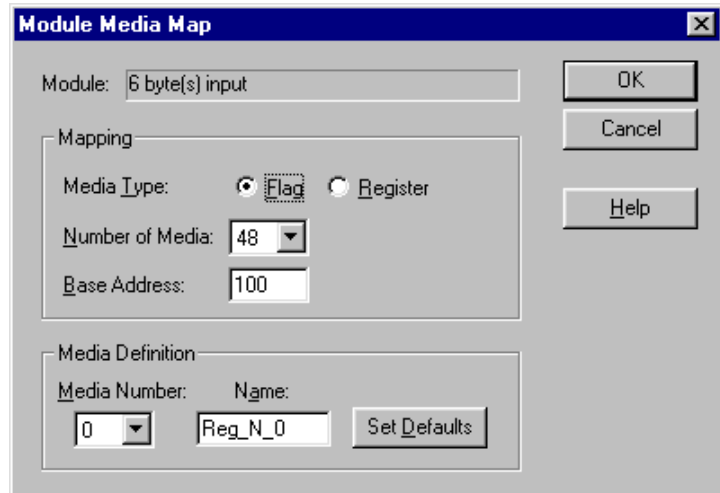 Module Media Map
Module: 6 byte(s) input
OK
Cancel
Help
Mapping
Media Type: Flag Register
Number of Media: 48
Base Address: 100
Media Definition
Media Number: Name:
0 Reg_N_0 Set Defaults